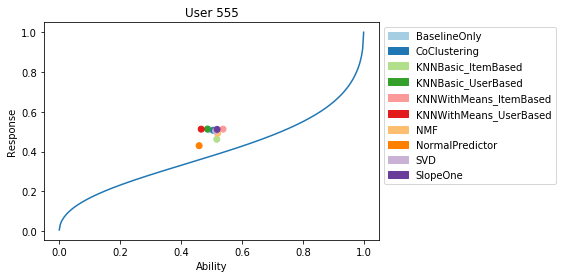 User 555
Response
1.0
0.8
0.6
0.4
0.2
0.0
0.0 0.2 0.4 0.6 0.8 1.0
Ability
BaselineOnly
CoClustering
KNNBasic_ItemBased
KNNBasic_UserBased
KNNWithMeans_ItemBased
KNNWithMeans_UserBased
NMF
NormalPredictor
SVD
SlopeOne